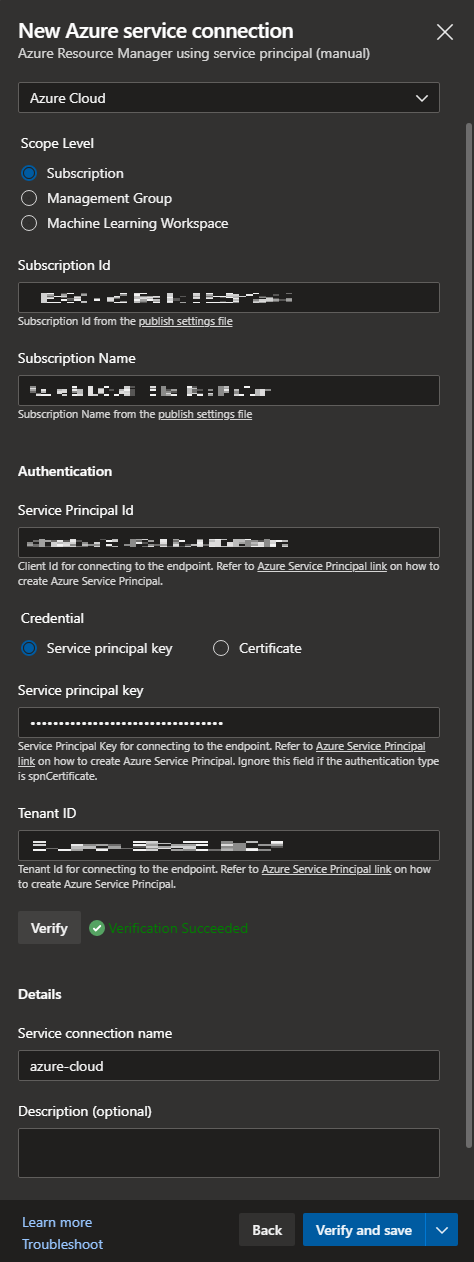 New Azure service connection
Azure Resource Manager using service principal (manual)
Azure Cloud
Scope Level
Subscription
Management Group
Machine Learning Workspace
Subscription Id
Subscription Id from the publish settings file
Subscription Name
Subscription Name from the publish settings file
Authentication
Service Principal Id
Client Id for connecting to the endpoint. Refer to Azure Service Principal link on how to
create Azure Service Principal.
Credential
Service principal key Certificate
Service principal key
••••••••••••••••••••••••••••••••••
Service Principal Key for connecting to the endpoint. Refer to Azure Service Principal
link on how to create Azure Service Principal. Ignore this field if the authentication type
is spnCertificate.
Tenant ID
Tenant Id for connecting to the endpoint. Refer to Azure Service Principal link on how
to create Azure Service Principal.
Verify Verification Succeeded
Details
Service connection name
azure-cloud
Description (optional)
Learn more
Back Verify and save
Troubleshoot